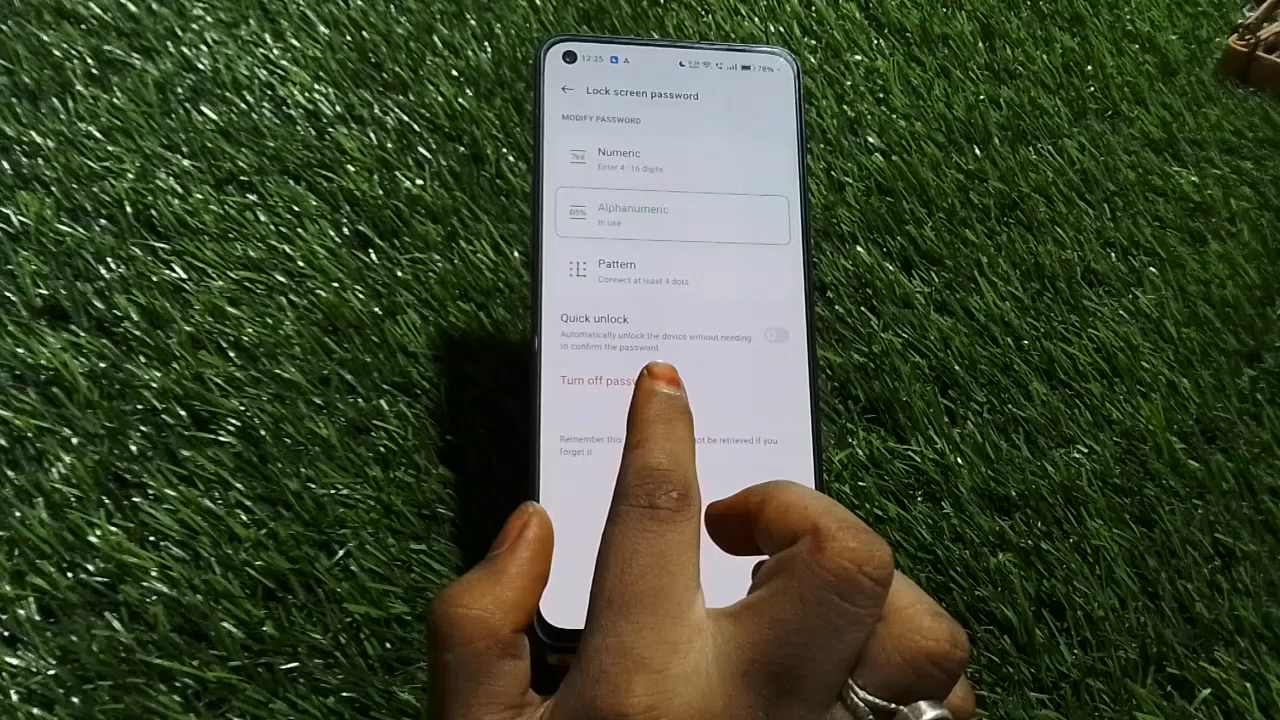 12:25 78%
Lock screen password
MODIFY PASSWORD
Numeric
Enter 4-16 digits
Alphanumeric
In use
Pattern
Connect at least 4 dots
Quick unlock
Automatically unlock the device without needing
to confirm the password.
Turn off
Remember this be retrieved if you
forget it.